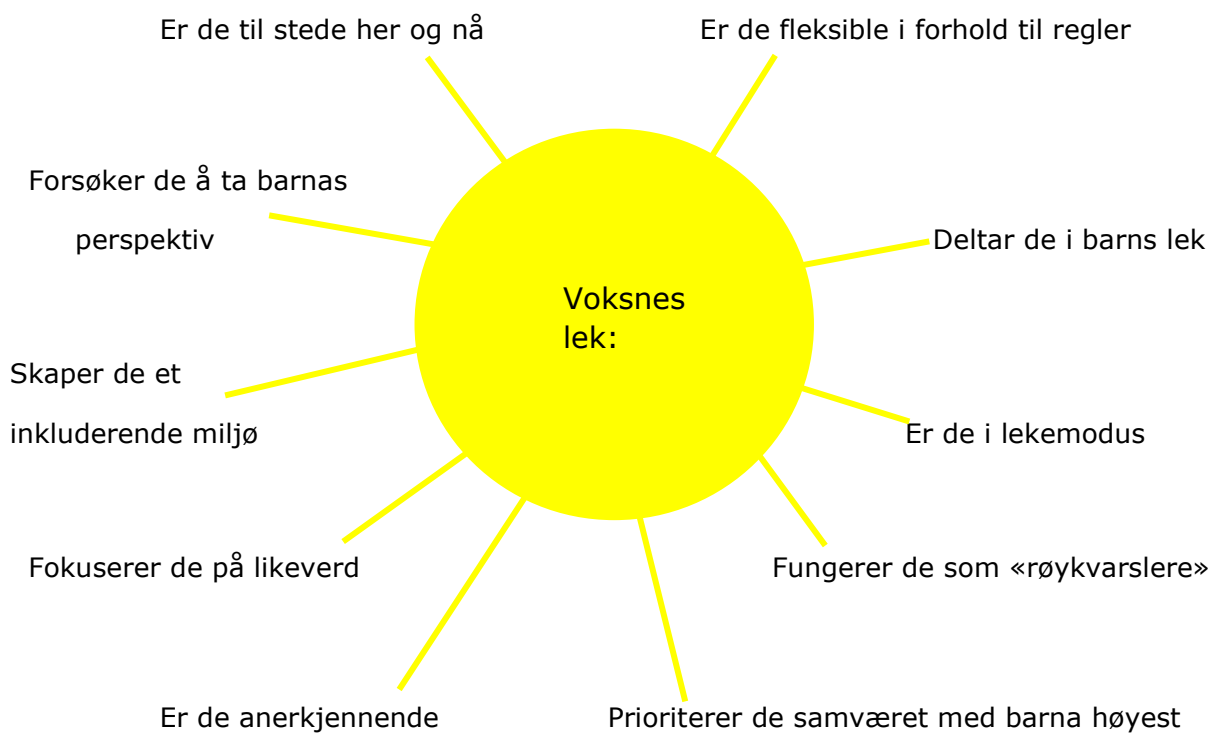 Er de til stede her og nå
Er de fleksible i forhold til regler
Forsøker de å ta barnas
perspektiv
Deltar de i barns lek
Voksnes
lek:
Skaper de et
inkluderende miljø
Er de i lekemodus
Fokuserer de på likeverd
Fungerer de som «røykvarslere»
Er de anerkjennende
Prioriterer de samværet med barna høyest